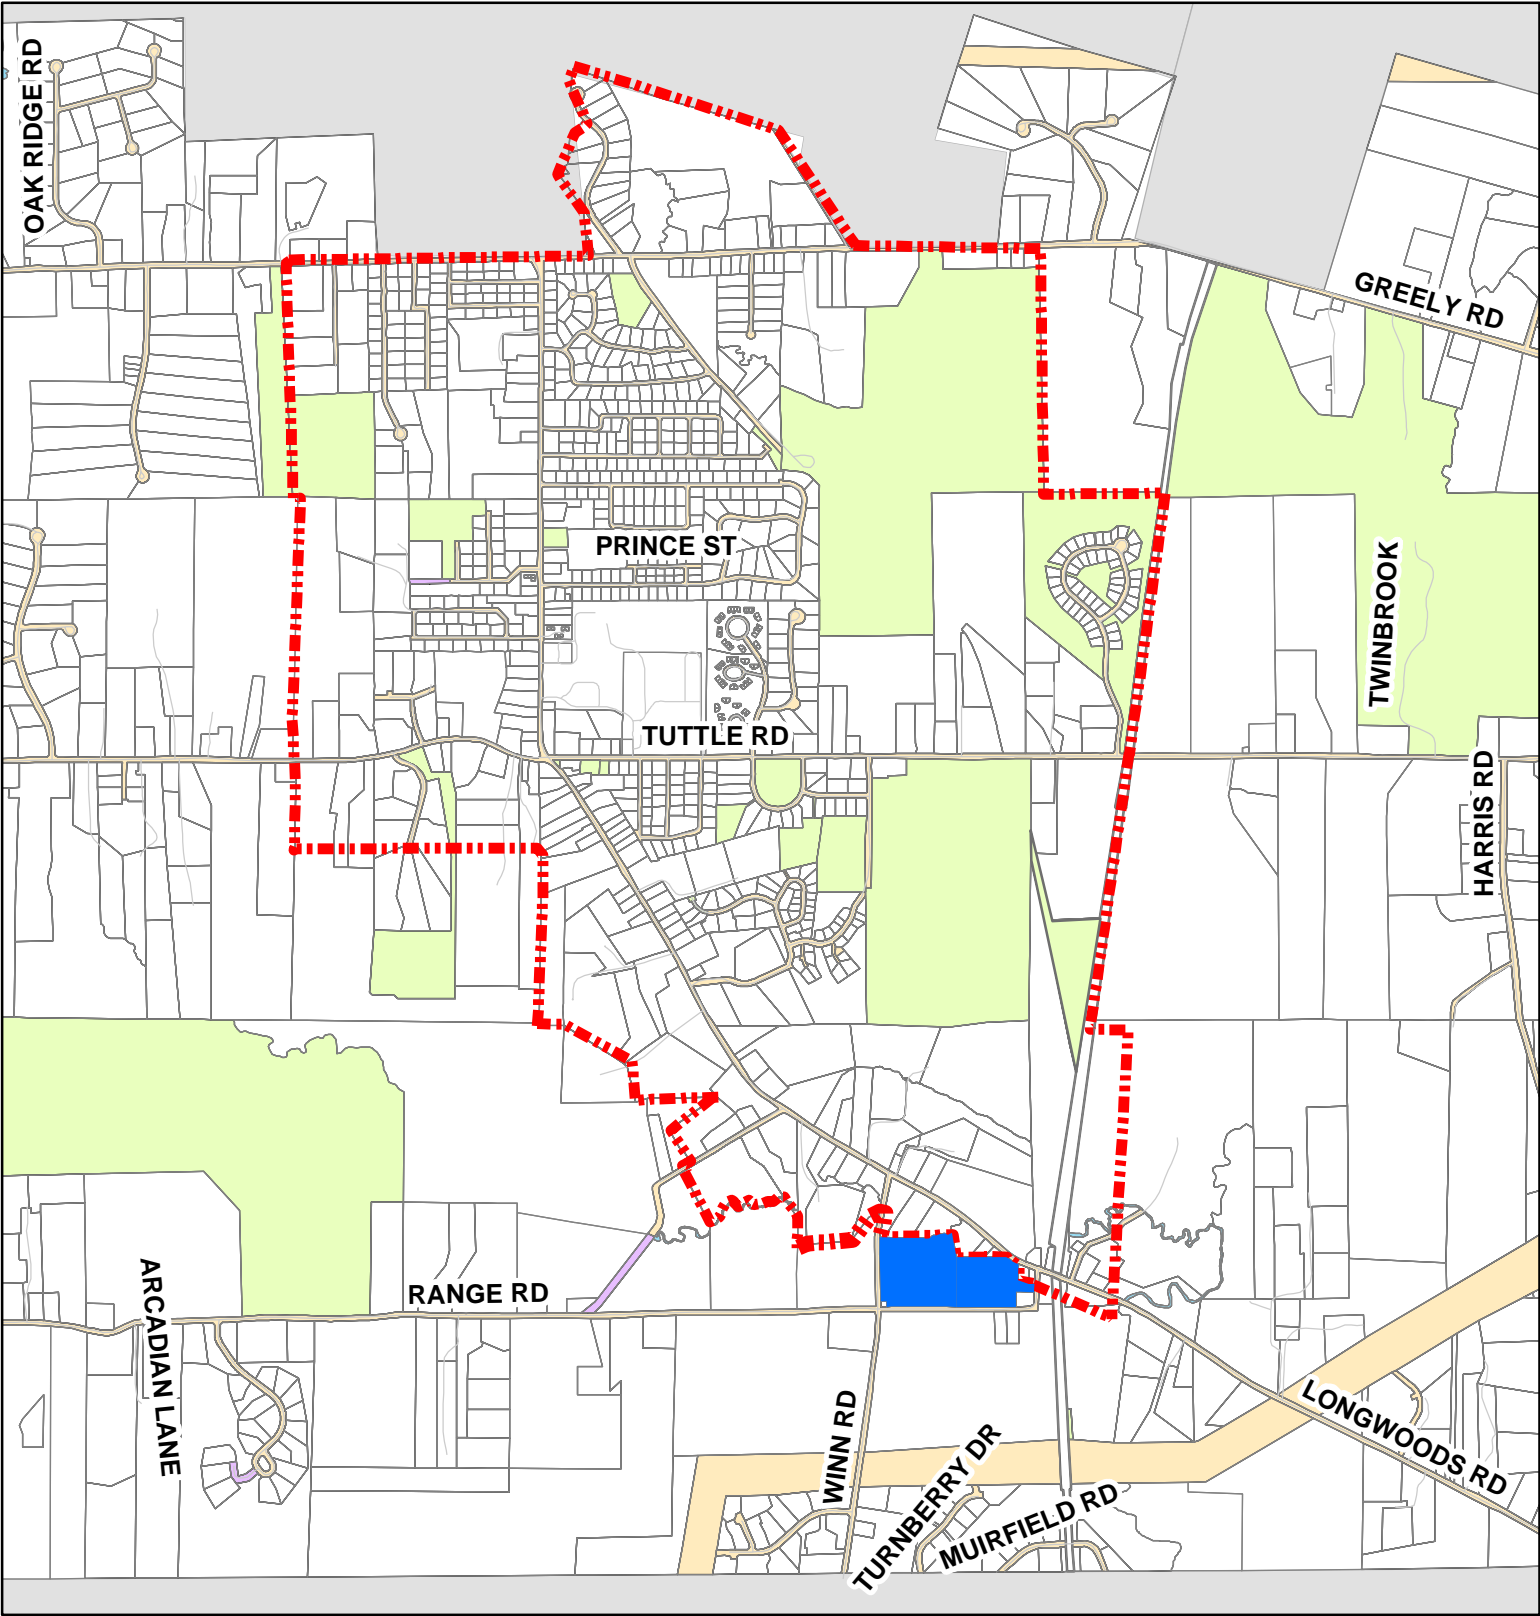 OAK RIDGE RD
GREELY RD
PRINCE ST
TWINBROOK
TUTTLE RD
HARRIS RD
RANGE RD
ARCADIAN LANE
WINN RD
TURNBERRY DR
MUIRFIELD RD
LONGWOODS RD